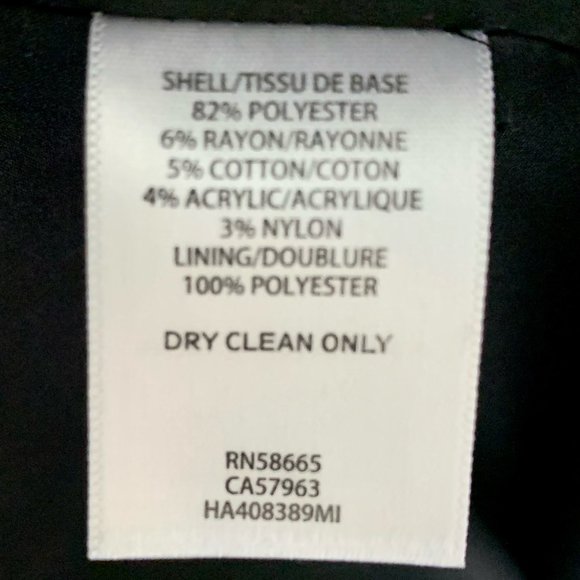 SHELL/TISSU DE BASE
82% POLYESTER
6% RAYON/RAYONNE
5% COTTON/COTON
4% ACRYLIC/ACRYLIQUE
3% NYLON
LINING/DOUBLURE
100% POLYESTER
DRY CLEAN ONLY
RN58665
CA57963
HA408389MI